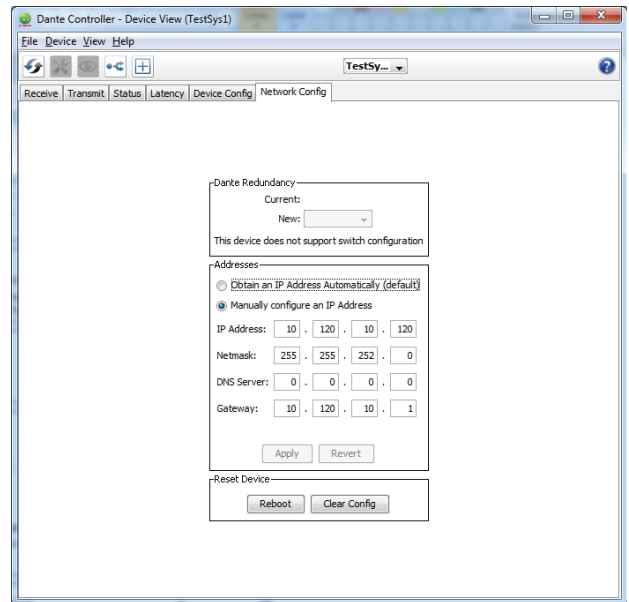 Dante Controller - Device View (TestSys1)
File Device View Help
TestSy...
Receive Transmit Status Latency Device Config Network Config
Dante Redundancy
Current:
New:
This device does not support switch configuration
Addresses
Obtain an IP Address Automatically (default)
Manually configure an IP Address
IP Address: 10 . 120 . 10 . 120
Netmask: 255 . 255 . 252 . 0
DNS Server: 0 . 0 . 0 . 0
Gateway: 10 . 120 . 10 . 1
Apply Revert
Reset Device
Reboot Clear Config